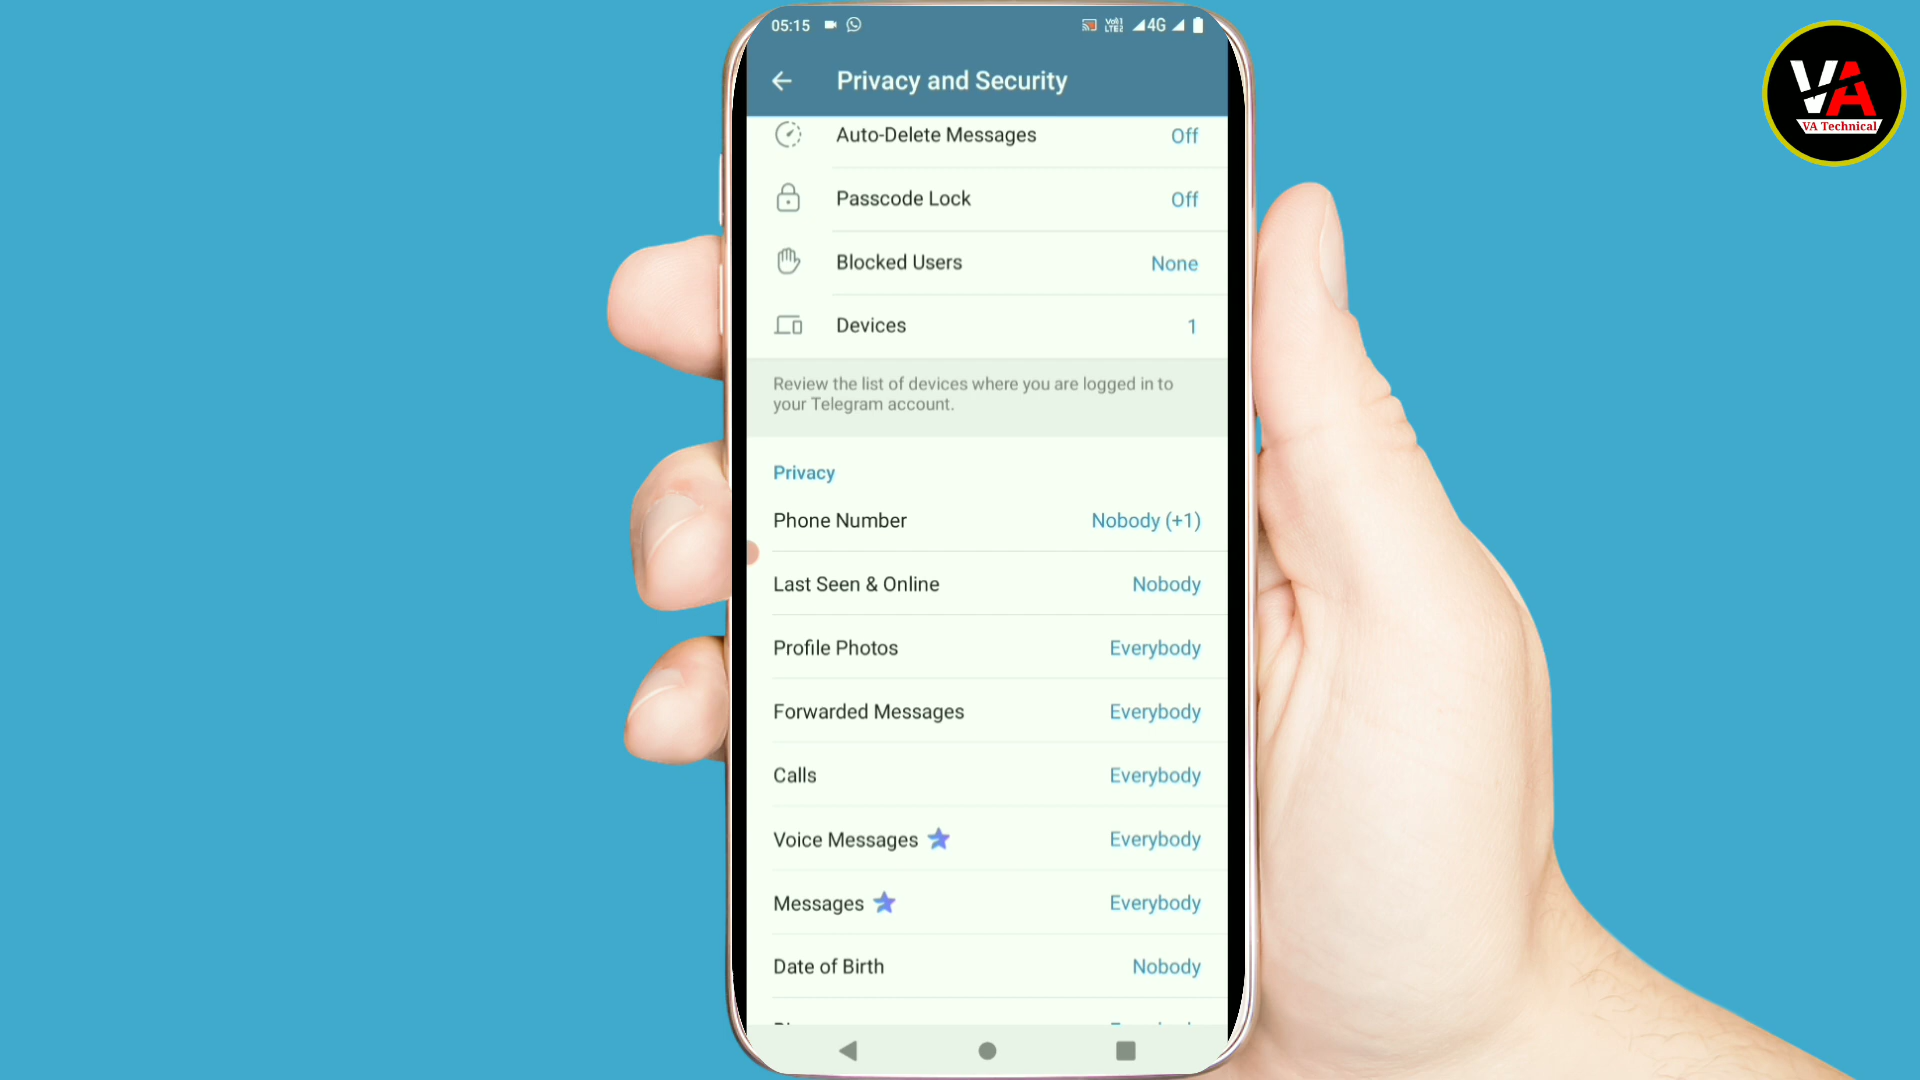 05:15
4G
VA
VA Technical
Privacy and Security
Auto-Delete Messages Off
Passcode Lock Off
Blocked Users None
Devices 1
Review the list of devices where you are logged in to
your Telegram account.
Privacy
Phone Number Nobody (+1)
Last Seen & Online Nobody
Profile Photos Everybody
Forwarded Messages Everybody
Calls Everybody
Voice Messages Everybody
Messages Everybody
Date of Birth Nobody